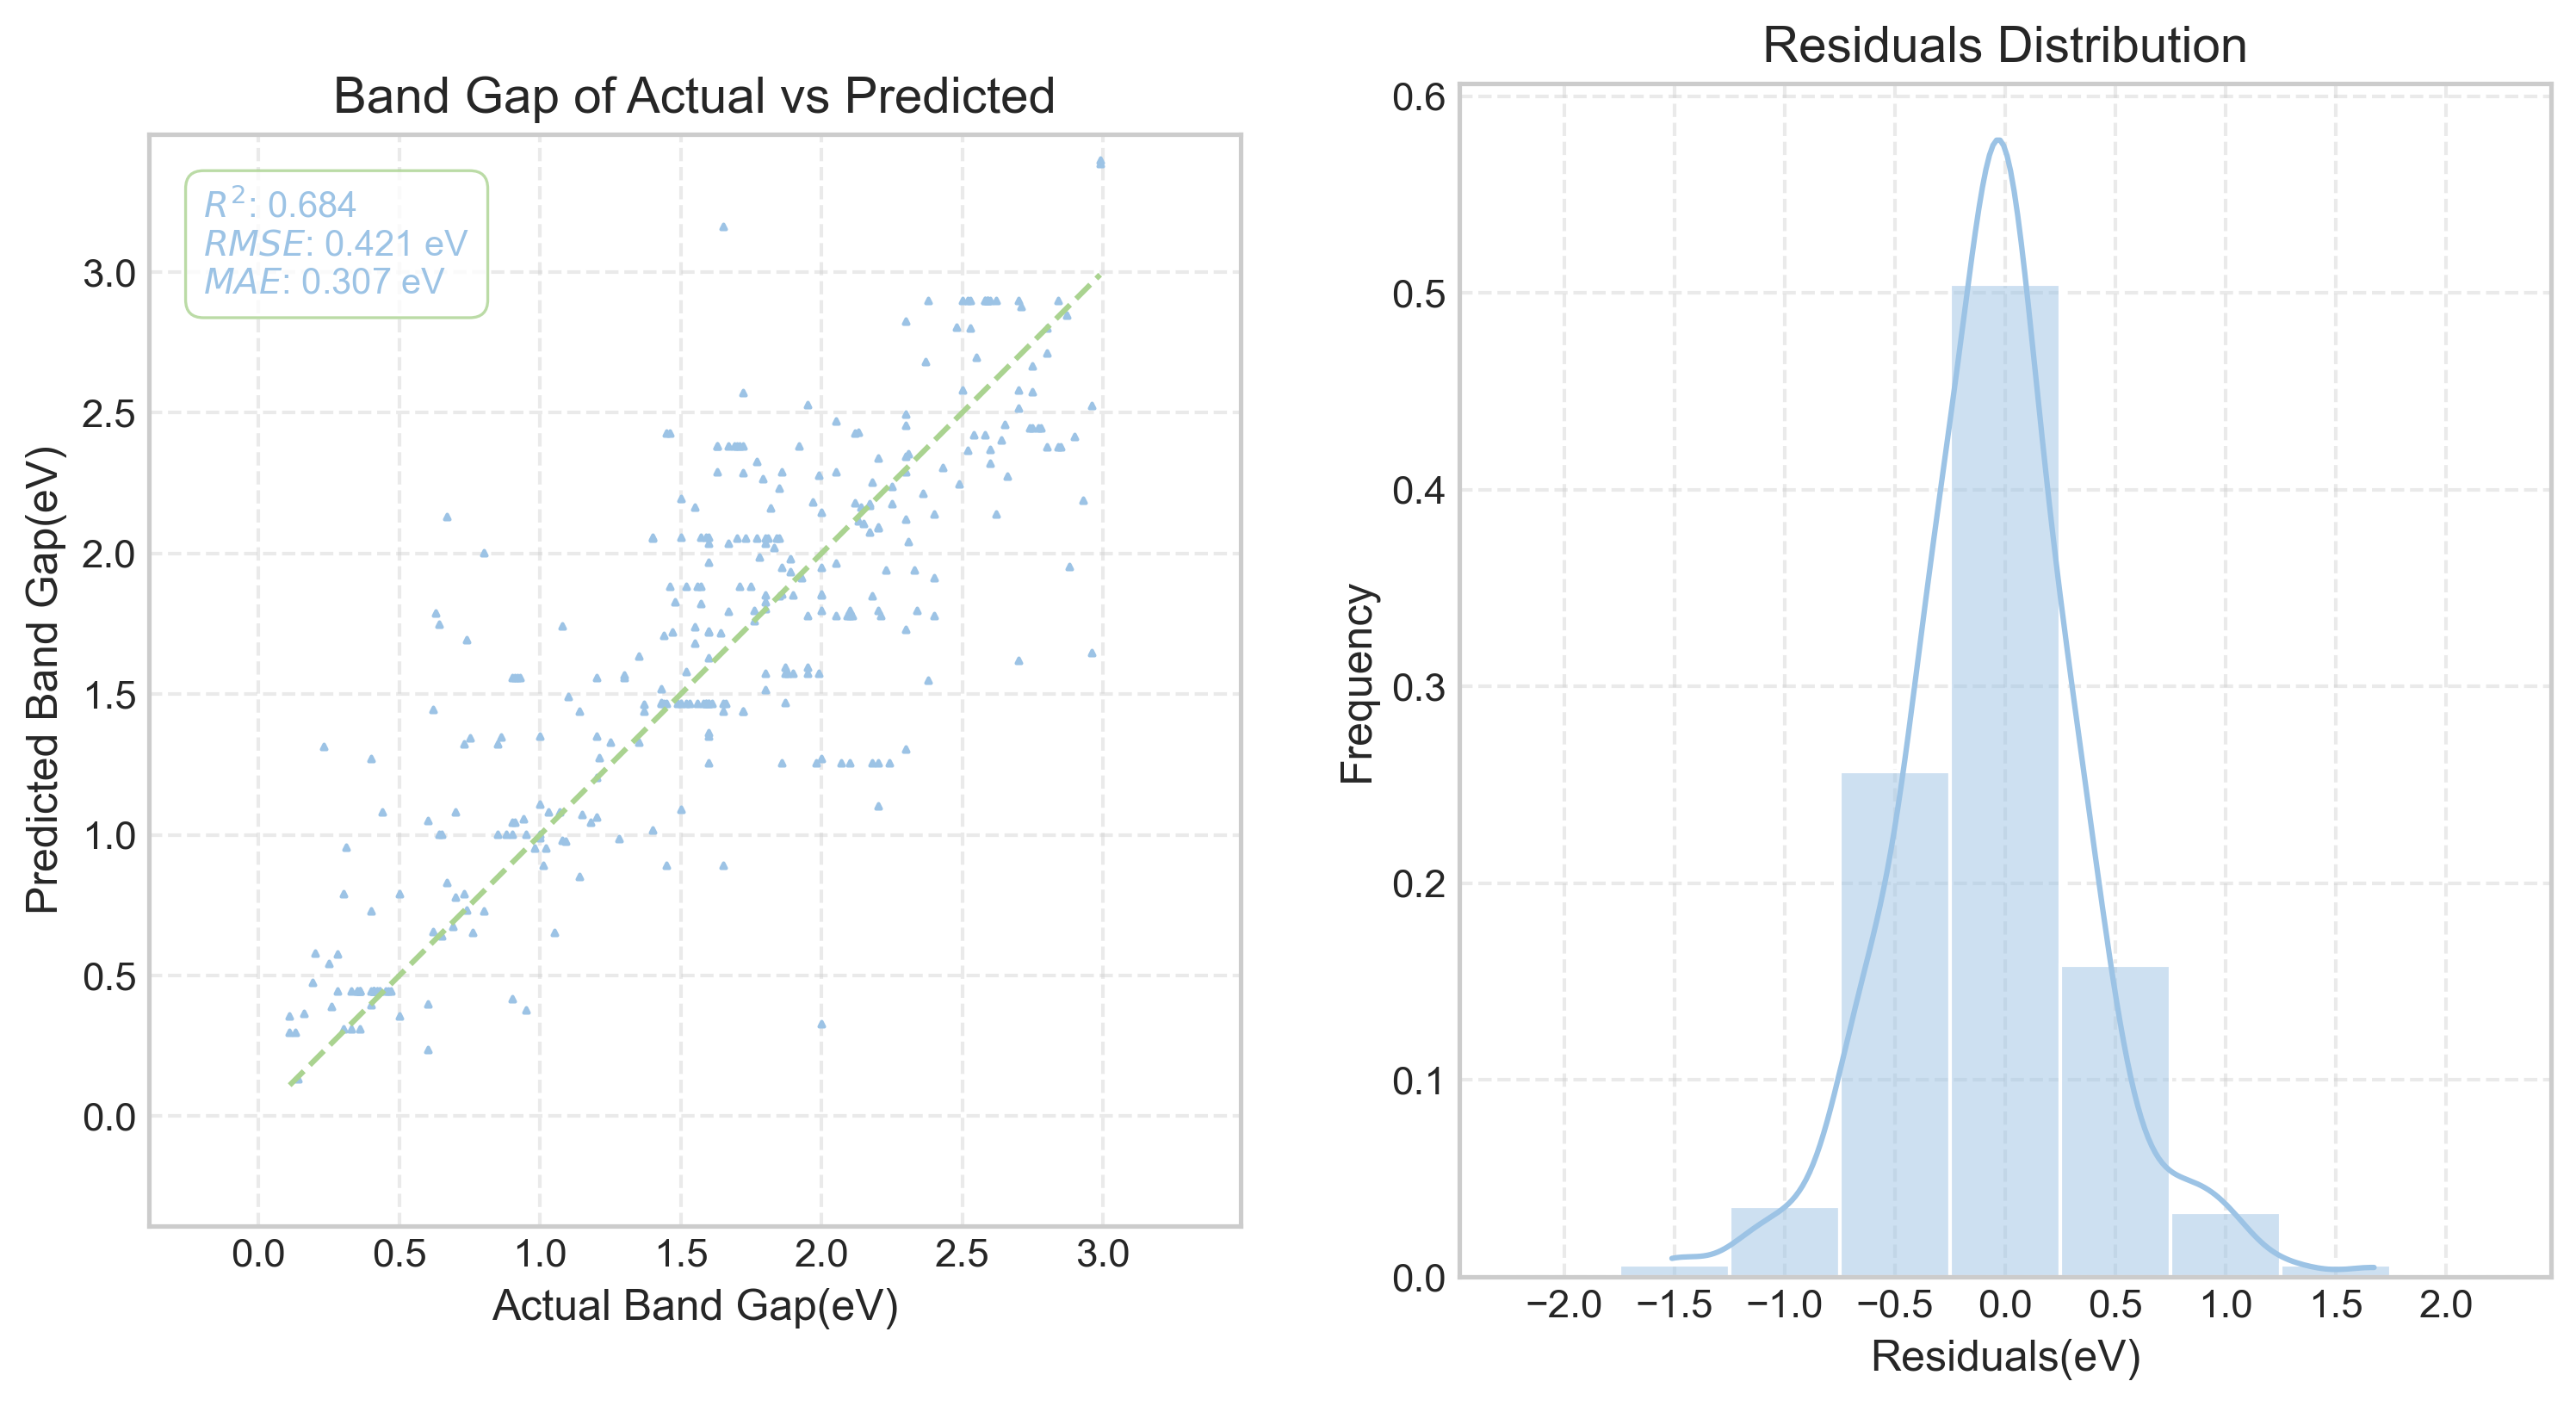 Band Gap of Actual vs Predicted
R²: 0.684
RMSE: 0.421 eV
MAE: 0.307 eV
Predicted Band Gap(eV)
3.0
2.5
2.0
1.5
1.0
0.5
0.0
0.0 0.5 1.0 1.5 2.0 2.5 3.0
Actual Band Gap(eV)
Residuals Distribution
Frequency
0.6
0.5
0.4
0.3
0.2
0.1
0.0
−2.0 −1.5 −1.0 −0.5 0.0 0.5 1.0 1.5 2.0
Residuals(eV)